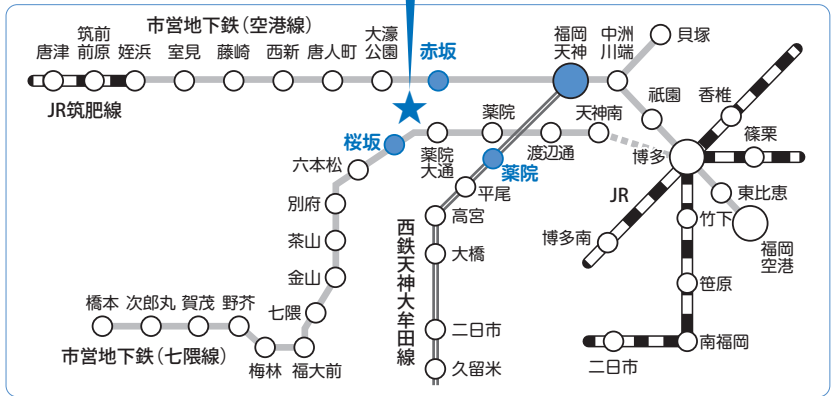 市営地下鉄（空港線）
唐津
筑前
前原
姪浜
室見
藤崎
西新
唐人町
大濠
公園
赤坂
福岡
天神
中洲
川端
貝塚
JR筑肥線
祇園
香椎
篠栗
博多
東比恵
福岡
空港
JR
竹下
博多南
笹原
南福岡
二日市
桜坂
薬院
大通
薬院
渡辺通
天神南
薬院
六本松
別府
茶山
金山
七隈
福大前
梅林
野芥
賀茂
次郎丸
橋本
市営地下鉄（七隈線）
平尾
高宮
大橋
二日市
久留米
西鉄天神大牟田線